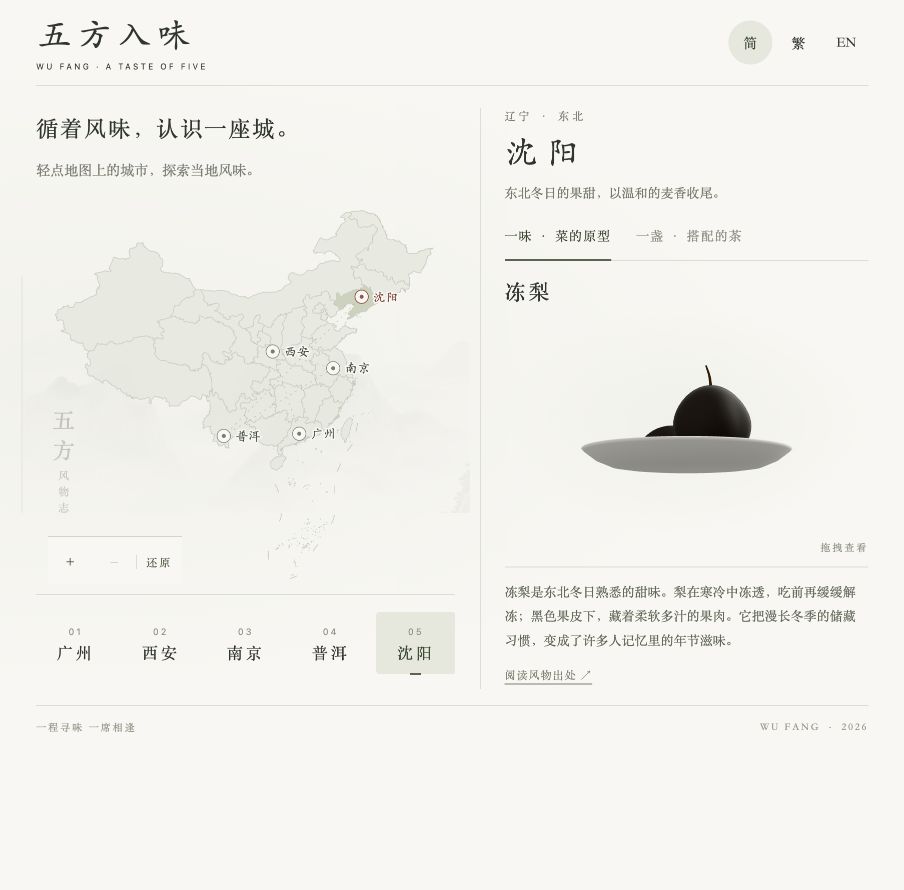 五方入味
WU FANG · A TASTE OF FIVE
简 繁 EN
循着风味，认识一座城。
轻点地图上的城市，探索当地风味。
沈阳
西安
南京
普洱
广州
五方
风物志
+ − 还原
01 02 03 04 05
广州 西安 南京 普洱 沈阳
辽宁 · 东北
沈阳
东北冬日的果甜，以温和的麦香收尾。
一味 · 菜的原型 一盏 · 搭配的茶
冻梨
拖拽查看
冻梨是东北冬日熟悉的甜味。梨在寒冷中冻透，吃前再缓缓解
冻；黑色果皮下，藏着柔软多汁的果肉。它把漫长冬季的储藏
习惯，变成了许多人记忆里的年节滋味。
阅读风物出处 ↗
一程寻味 一席相逢
WU FANG · 2026